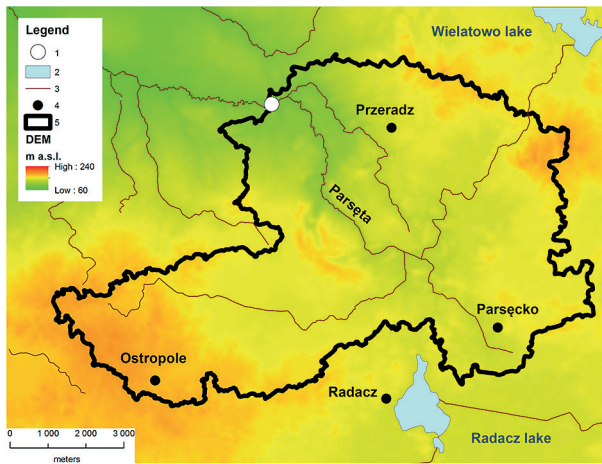 Legend
1
2
3
4
5
DEM
m a.s.l.
High : 240
Low : 60
Wielatowo lake
Przeradz
Parsęta
Parsęcko
Ostropole
Radacz
Radacz lake
0 1 000 2 000 3 000
meters